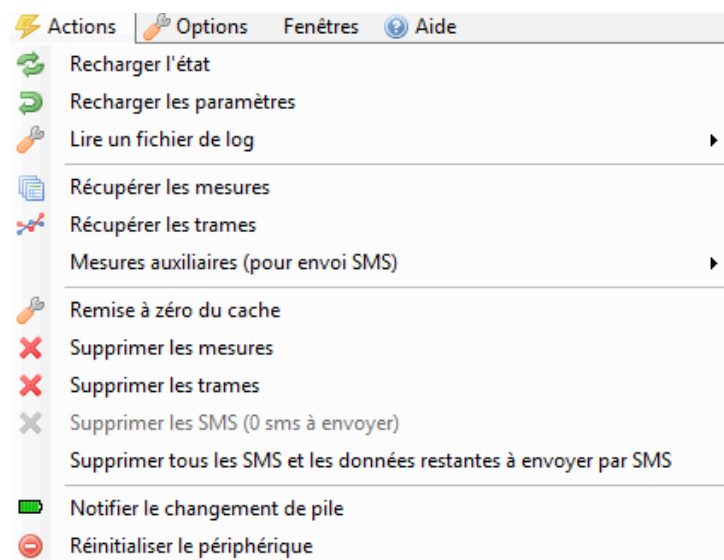 Actions Options Fenêtres Aide
Recharger l'état
Recharger les paramètres
Lire un fichier de log
Récupérer les mesures
Récupérer les trames
Mesures auxiliaires (pour envoi SMS)
Remise à zéro du cache
Supprimer les mesures
Supprimer les trames
Supprimer les SMS (0 sms à envoyer)
Supprimer tous les SMS et les données restantes à envoyer par SMS
Notifier le changement de pile
Réinitialiser le périphérique